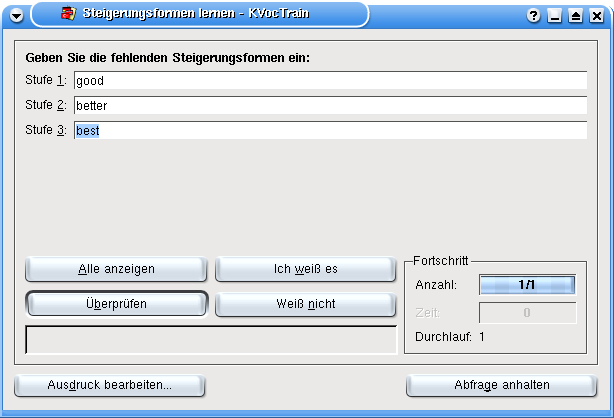 Steigerungsformen lernen - KVocTrain
Geben Sie die fehlenden Steigerungsformen ein:
Stufe 1: good
Stufe 2: better
Stufe 3: best
Alle anzeigen
Ich weiß es
Überprüfen
Weiß nicht
Fortschritt
Anzahl: 1/1
Zeit: 0
Durchlauf: 1
Ausdruck bearbeiten...
Abfrage anhalten